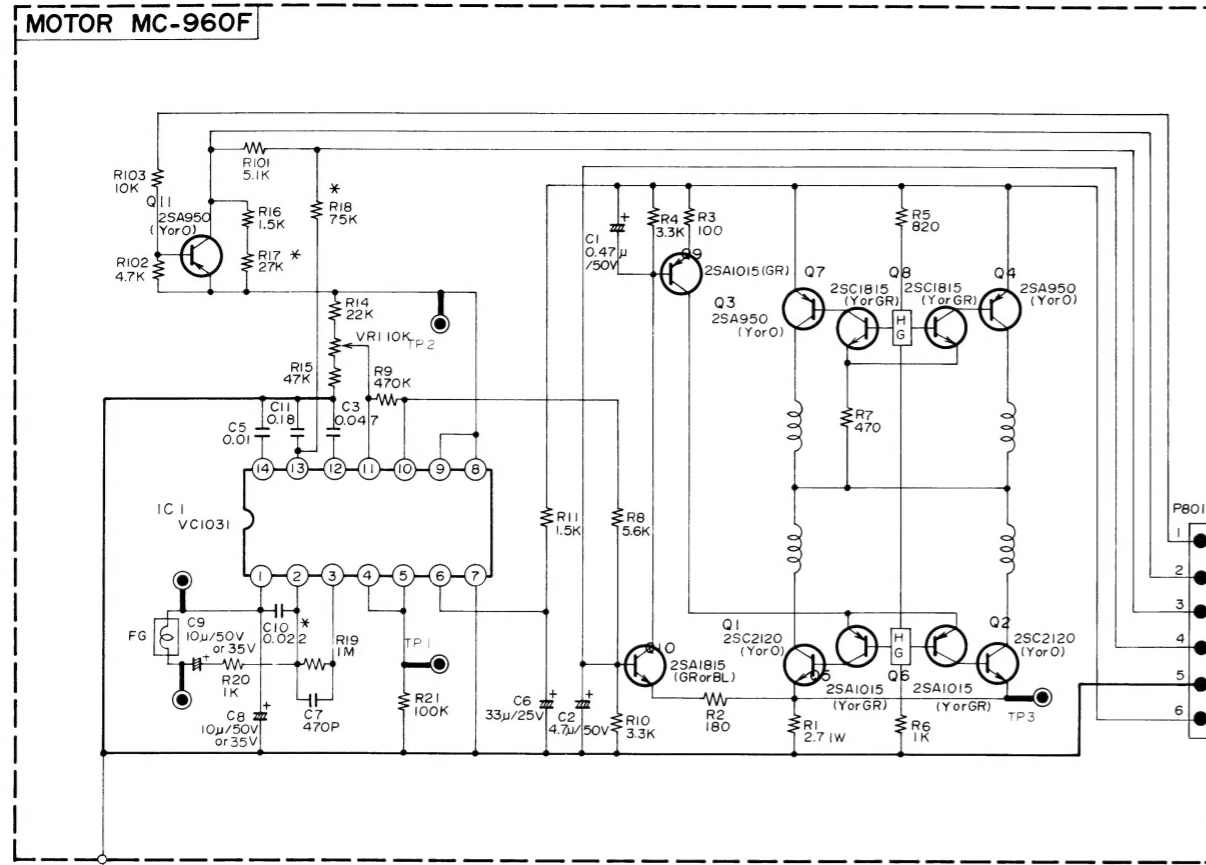 MOTOR MC-960F
R103
10K
Q11
2SA950
(YorO)
R102
4.7K
R101
5.1K
R16
1.5K
R17 *
27K
*
R18
75K
R14
22K
VR1 10K
TP2
R15
47K
R9
470K
C5
0.01
C11
0.18
C3
0.047
14
13
12
11
10
9
8
IC1
VC1031
1
2
3
4
5
6
7
FG
C9
10µ/50V
or 35V
+
R20
1K
C10 *
0.022
R19
1M
C7
470P
C8 +
10µ/50V
or 35V
TP1
R21
100K
R11
1.5K
R8
5.6K
C6 +
33µ/25V
C2 +
4.7µ/50V
R10
3.3K
C1 +
0.47µ
/50V
R4
3.3K
R3
100
Q9
2SA1015(GR)
Q3
2SA950
(YorO)
Q7
2SC1815
(YorGR)
Q8
2SC1815
(YorGR)
Q4
2SA950
(YorO)
R5
820
H
G
R7
470
Q10
2SA1815
(GRorBL)
R2
180
Q1
2SC2120
(YorO)
Q5
2SA1015
(YorGR)
H
G
Q6
2SA1015
(YorGR)
Q2
2SC2120
(YorO)
R1
2.7 1W
R6
1K
TP3
P801
1
2
3
4
5
6